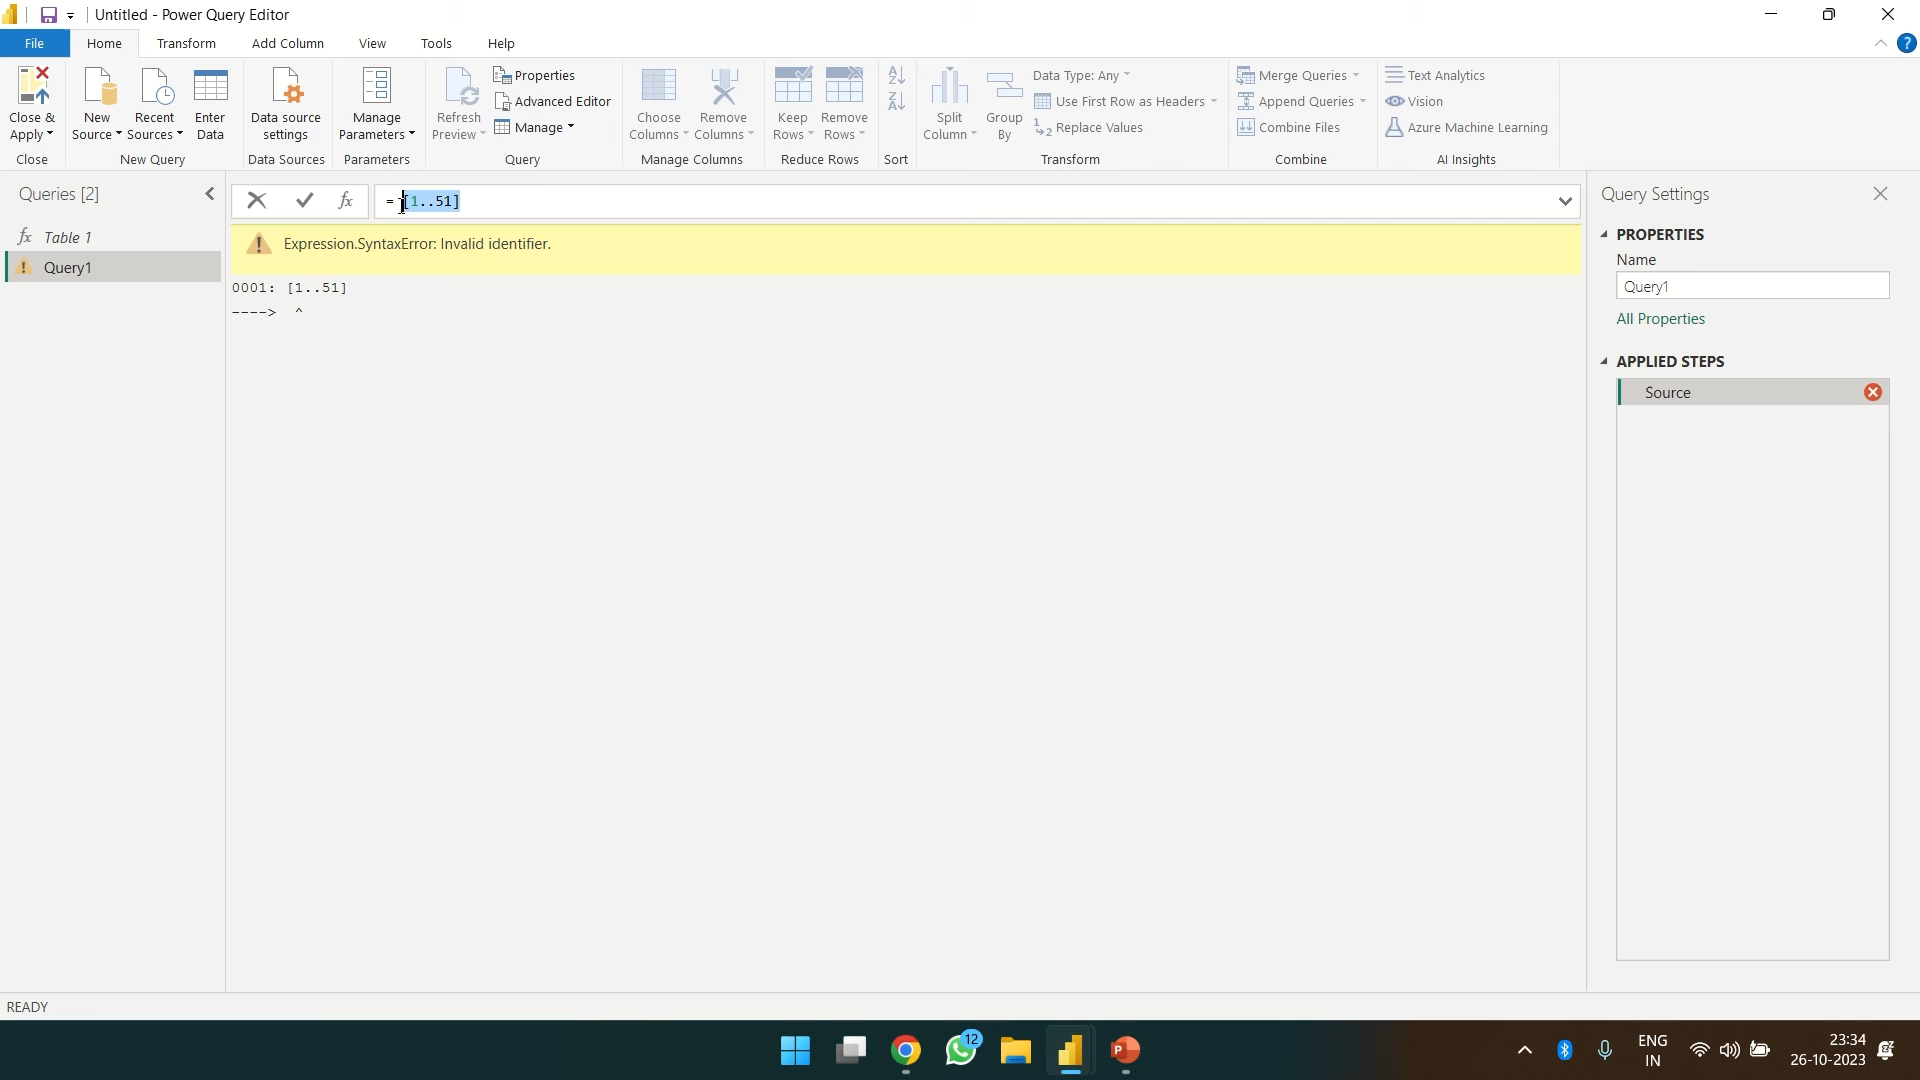 Untitled - Power Query Editor
File
Home
Transform
Add Column
View
Tools
Help
?
Close &
Apply
Close
New
Source
Recent
Sources
Enter
Data
New Query
Data source
settings
Data Sources
Manage
Parameters
Parameters
Refresh
Preview
Properties
Advanced Editor
Manage
Query
Choose
Columns
Remove
Columns
Manage Columns
Keep
Rows
Remove
Rows
Reduce Rows
Sort
Split
Column
Group
By
Data Type: Any
Use First Row as Headers
Replace Values
Transform
Merge Queries
Append Queries
Combine Files
Combine
Text Analytics
Vision
Azure Machine Learning
AI Insights
Queries [2]
fx Table 1
Query1
fx
= [1..51]
Expression.SyntaxError: Invalid identifier.
0001: [1..51]
----> ^
Query Settings
PROPERTIES
Name
Query1
All Properties
APPLIED STEPS
Source
READY
12
P
ENG
IN
23:34
26-10-2023